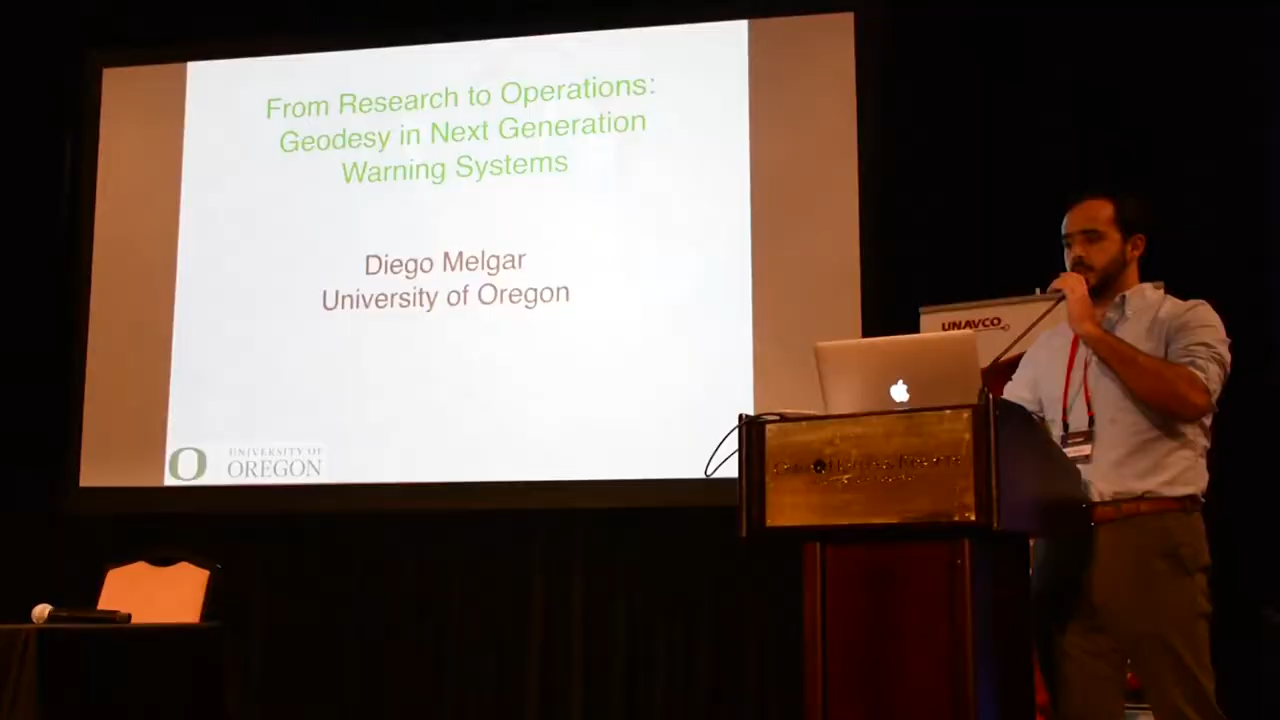 From Research to Operations:
Geodesy in Next Generation
Warning Systems
Diego Melgar
University of Oregon
UNIVERSITY OF
OREGON
UNAVCO